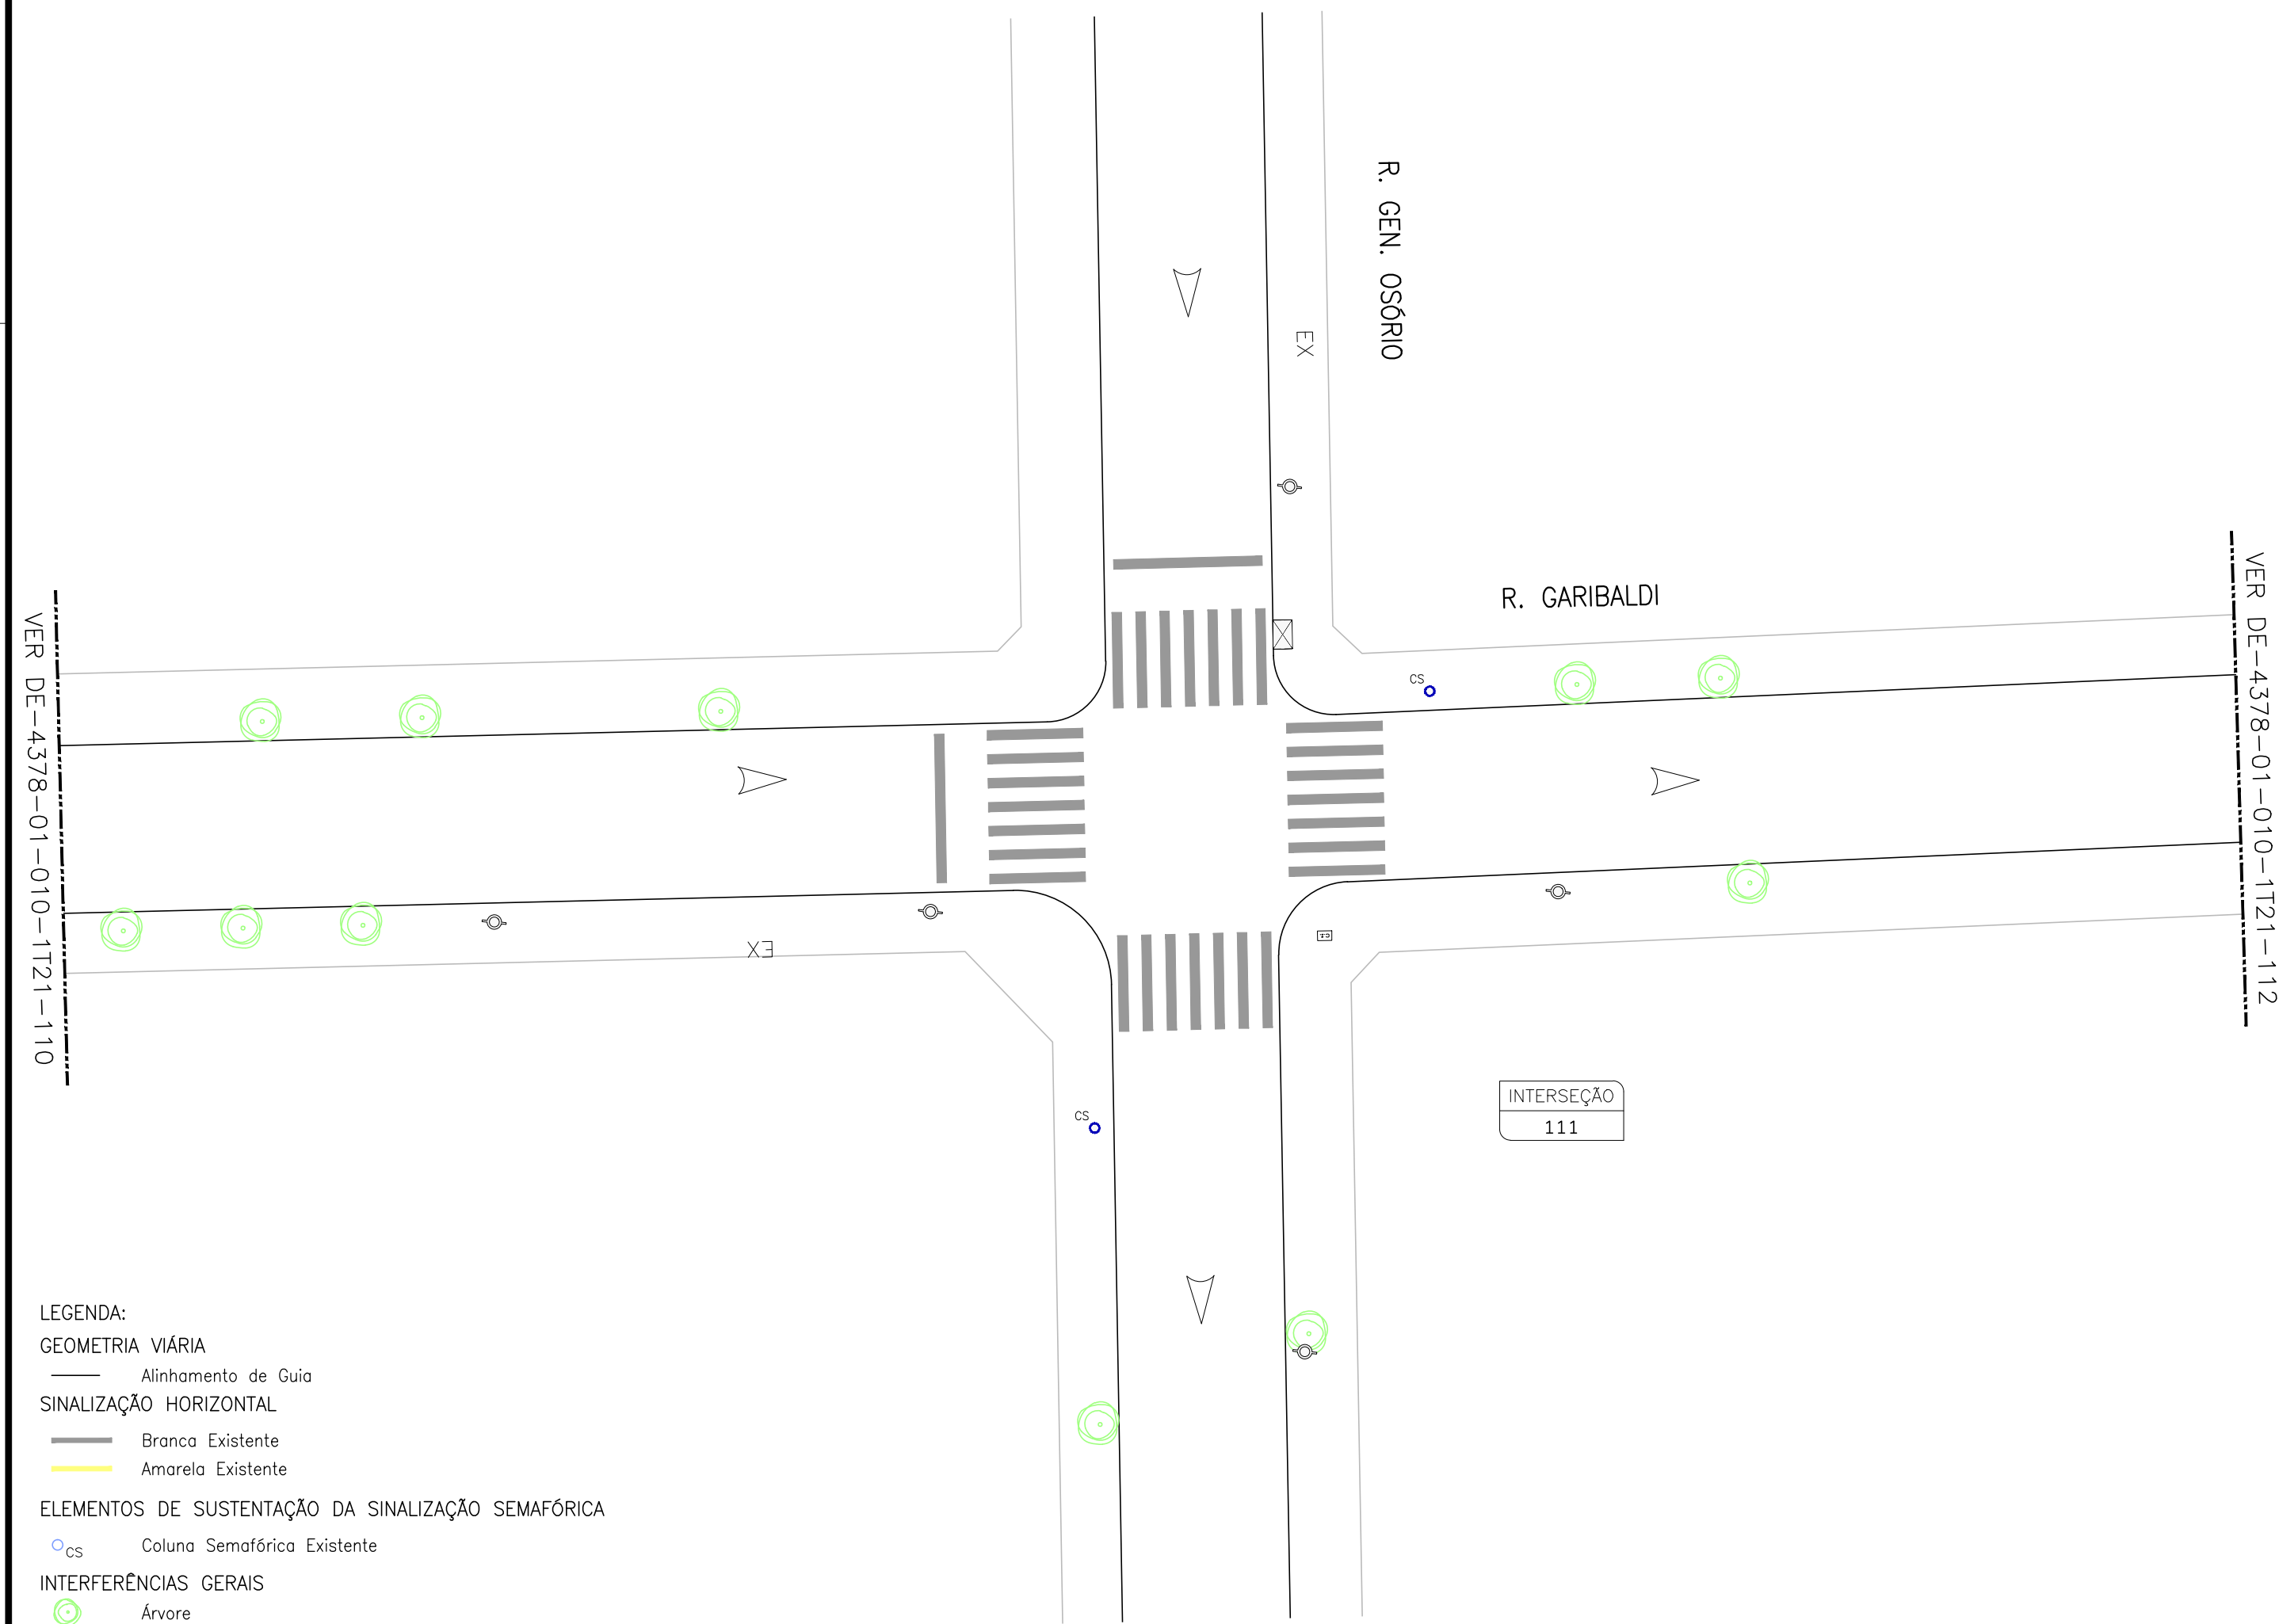 R. GEN. OSÓRIO
EX
R. GARIBALDI
VER DE-4378-01-010-1T21-110
VER DE-4378-01-010-1T21-112
CS
EX
CS
INTERSEÇÃO
111
LEGENDA:
GEOMETRIA VIÁRIA
Alinhamento de Guia
SINALIZAÇÃO HORIZONTAL
Branca Existente
Amarela Existente
ELEMENTOS DE SUSTENTAÇÃO DA SINALIZAÇÃO SEMAFÓRICA
CS Coluna Semafórica Existente
INTERFERÊNCIAS GERAIS
Árvore